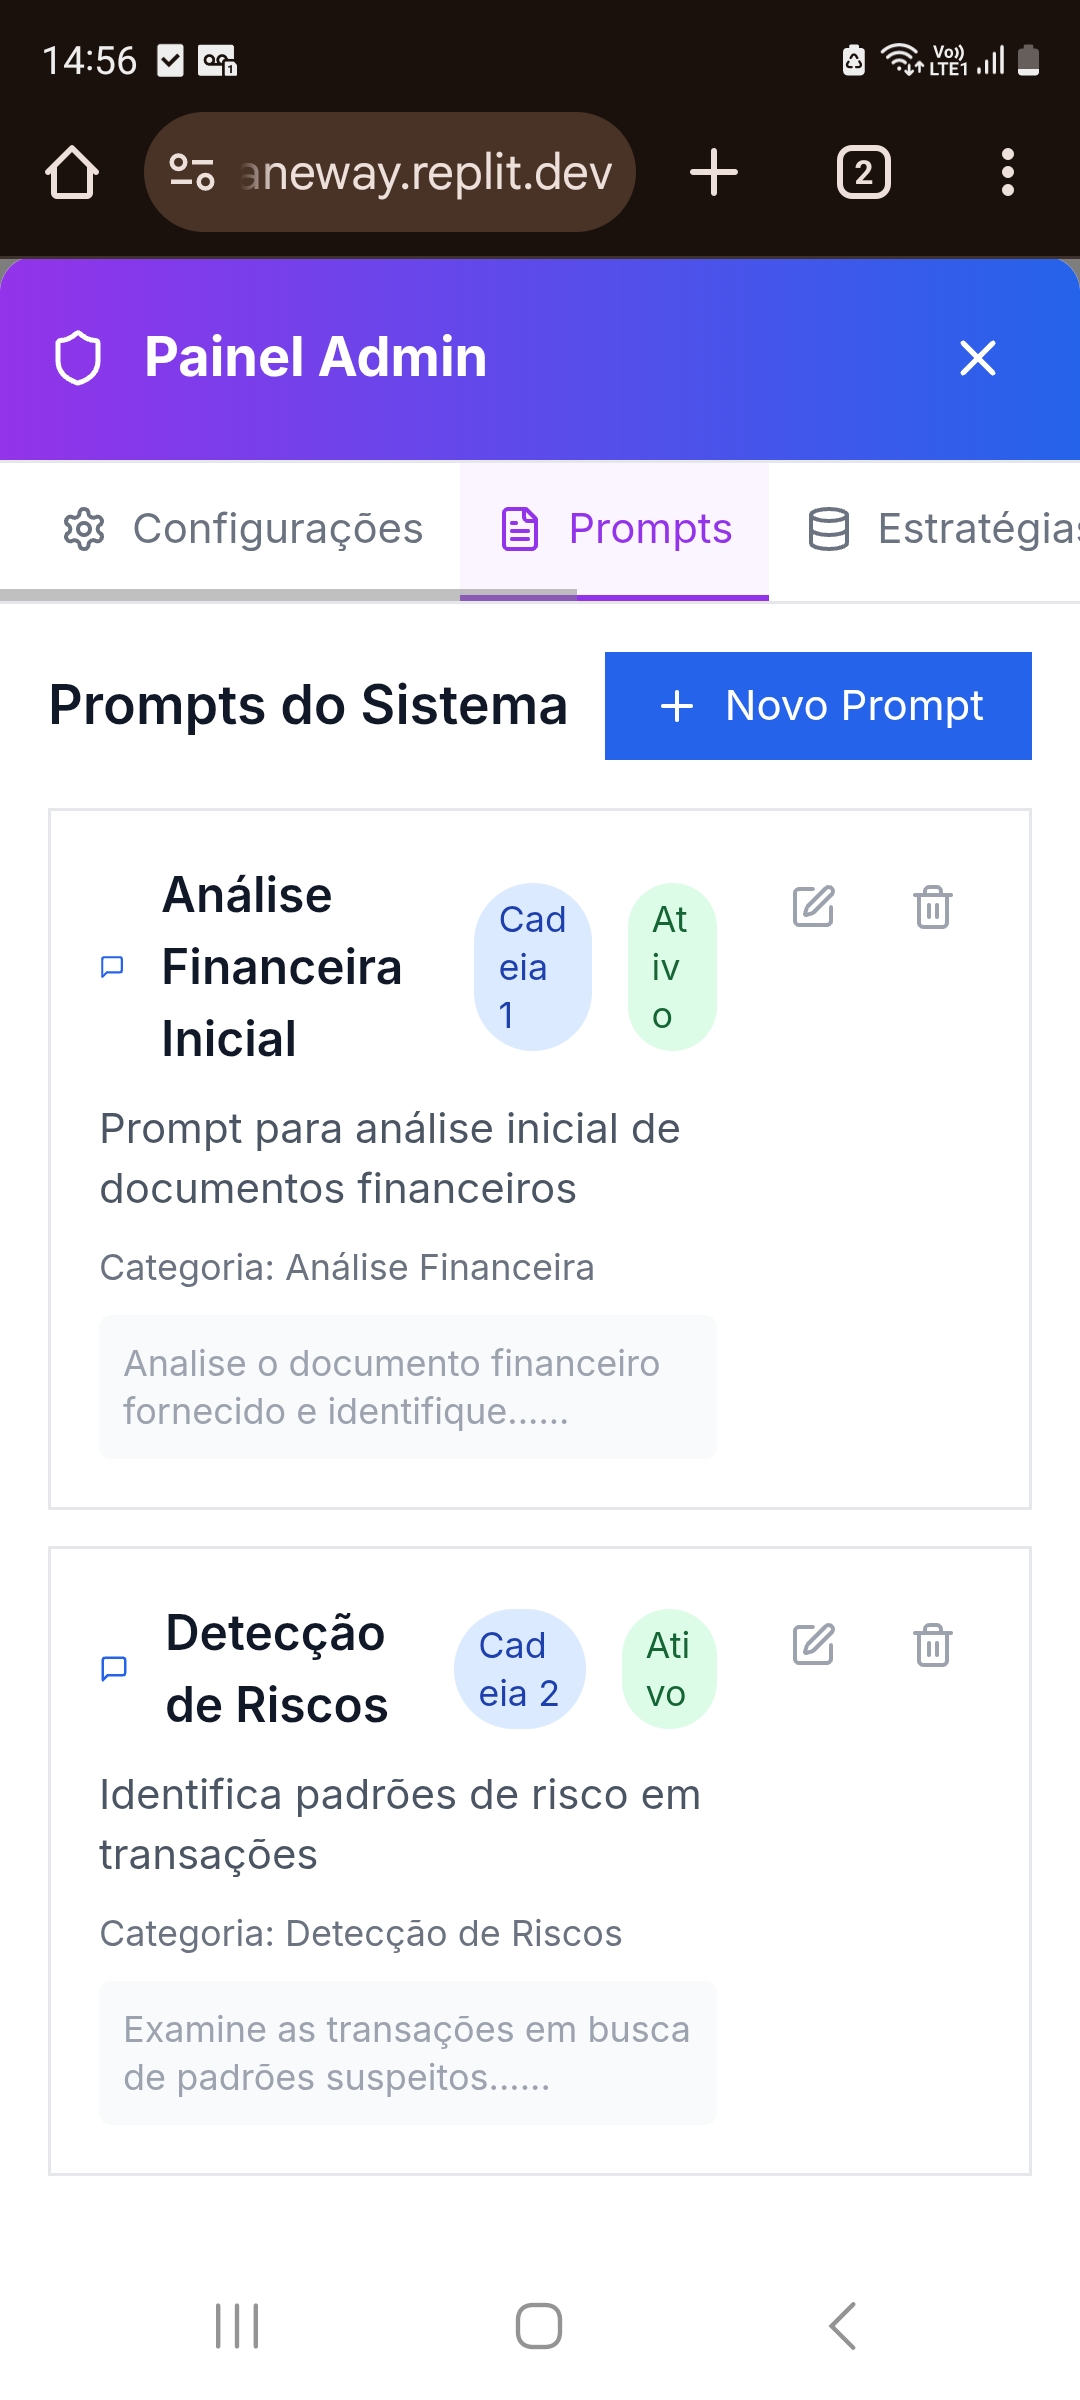 14:56
Vo))
LTE1
aneway.replit.dev
2
Painel Admin
Configurações
Prompts
Estratégias
Prompts do Sistema
Novo Prompt
Análise
Financeira
Inicial
Cad
eia
1
At
iv
o
Prompt para análise inicial de
documentos financeiros
Categoria: Análise Financeira
Analise o documento financeiro
fornecido e identifique......
Detecção
de Riscos
Cad
eia 2
Ati
vo
Identifica padrões de risco em
transações
Categoria: Detecção de Riscos
Examine as transações em busca
de padrões suspeitos......